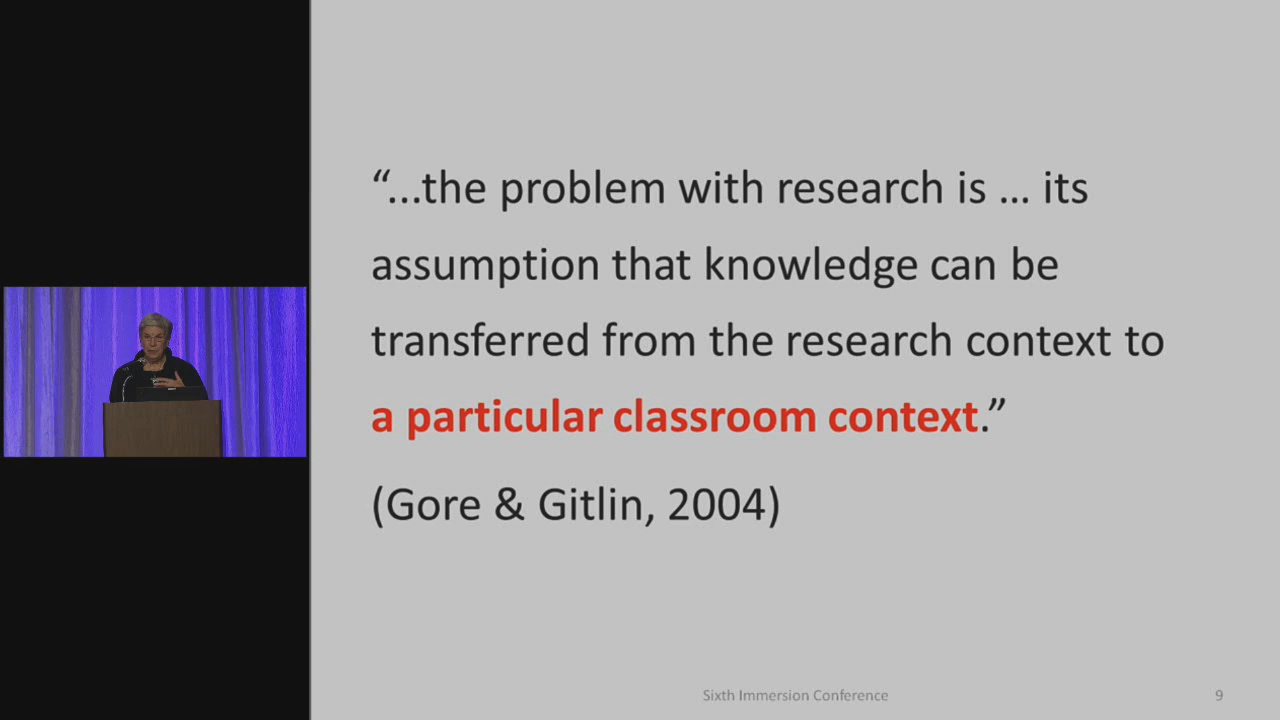 “...the problem with research is ... its
assumption that knowledge can be
transferred from the research context to
a particular classroom context.”
(Gore & Gitlin, 2004)
Sixth Immersion Conference
9